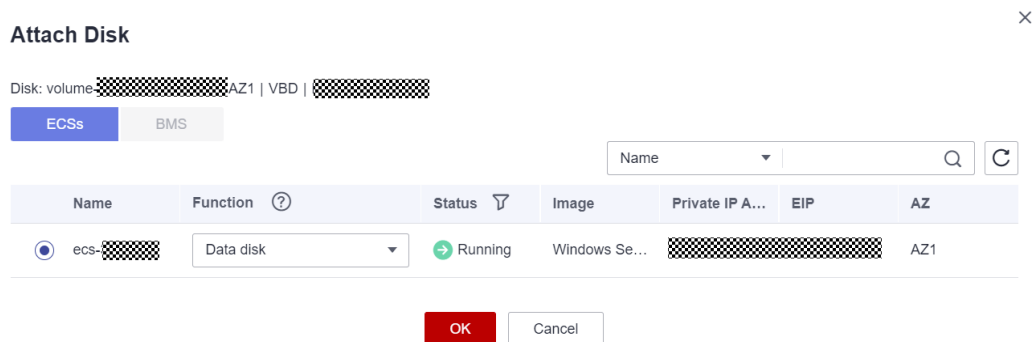 Attach Disk
Disk: volume- AZ1 | VBD |
ECSs BMS
Name
Name Function ? Status Image Private IP A... EIP AZ
ecs- Data disk Running Windows Se... AZ1
OK Cancel